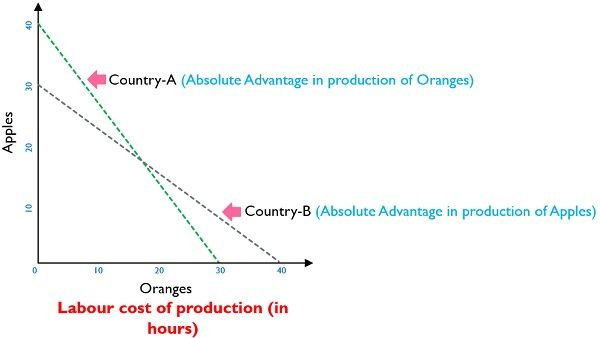 40
Country-A (Absolute Advantage in production of Oranges)
30
Apples
20
Country-B (Absolute Advantage in production of Apples)
10
0 10 20 30 40
Oranges
Labour cost of production (in
hours)